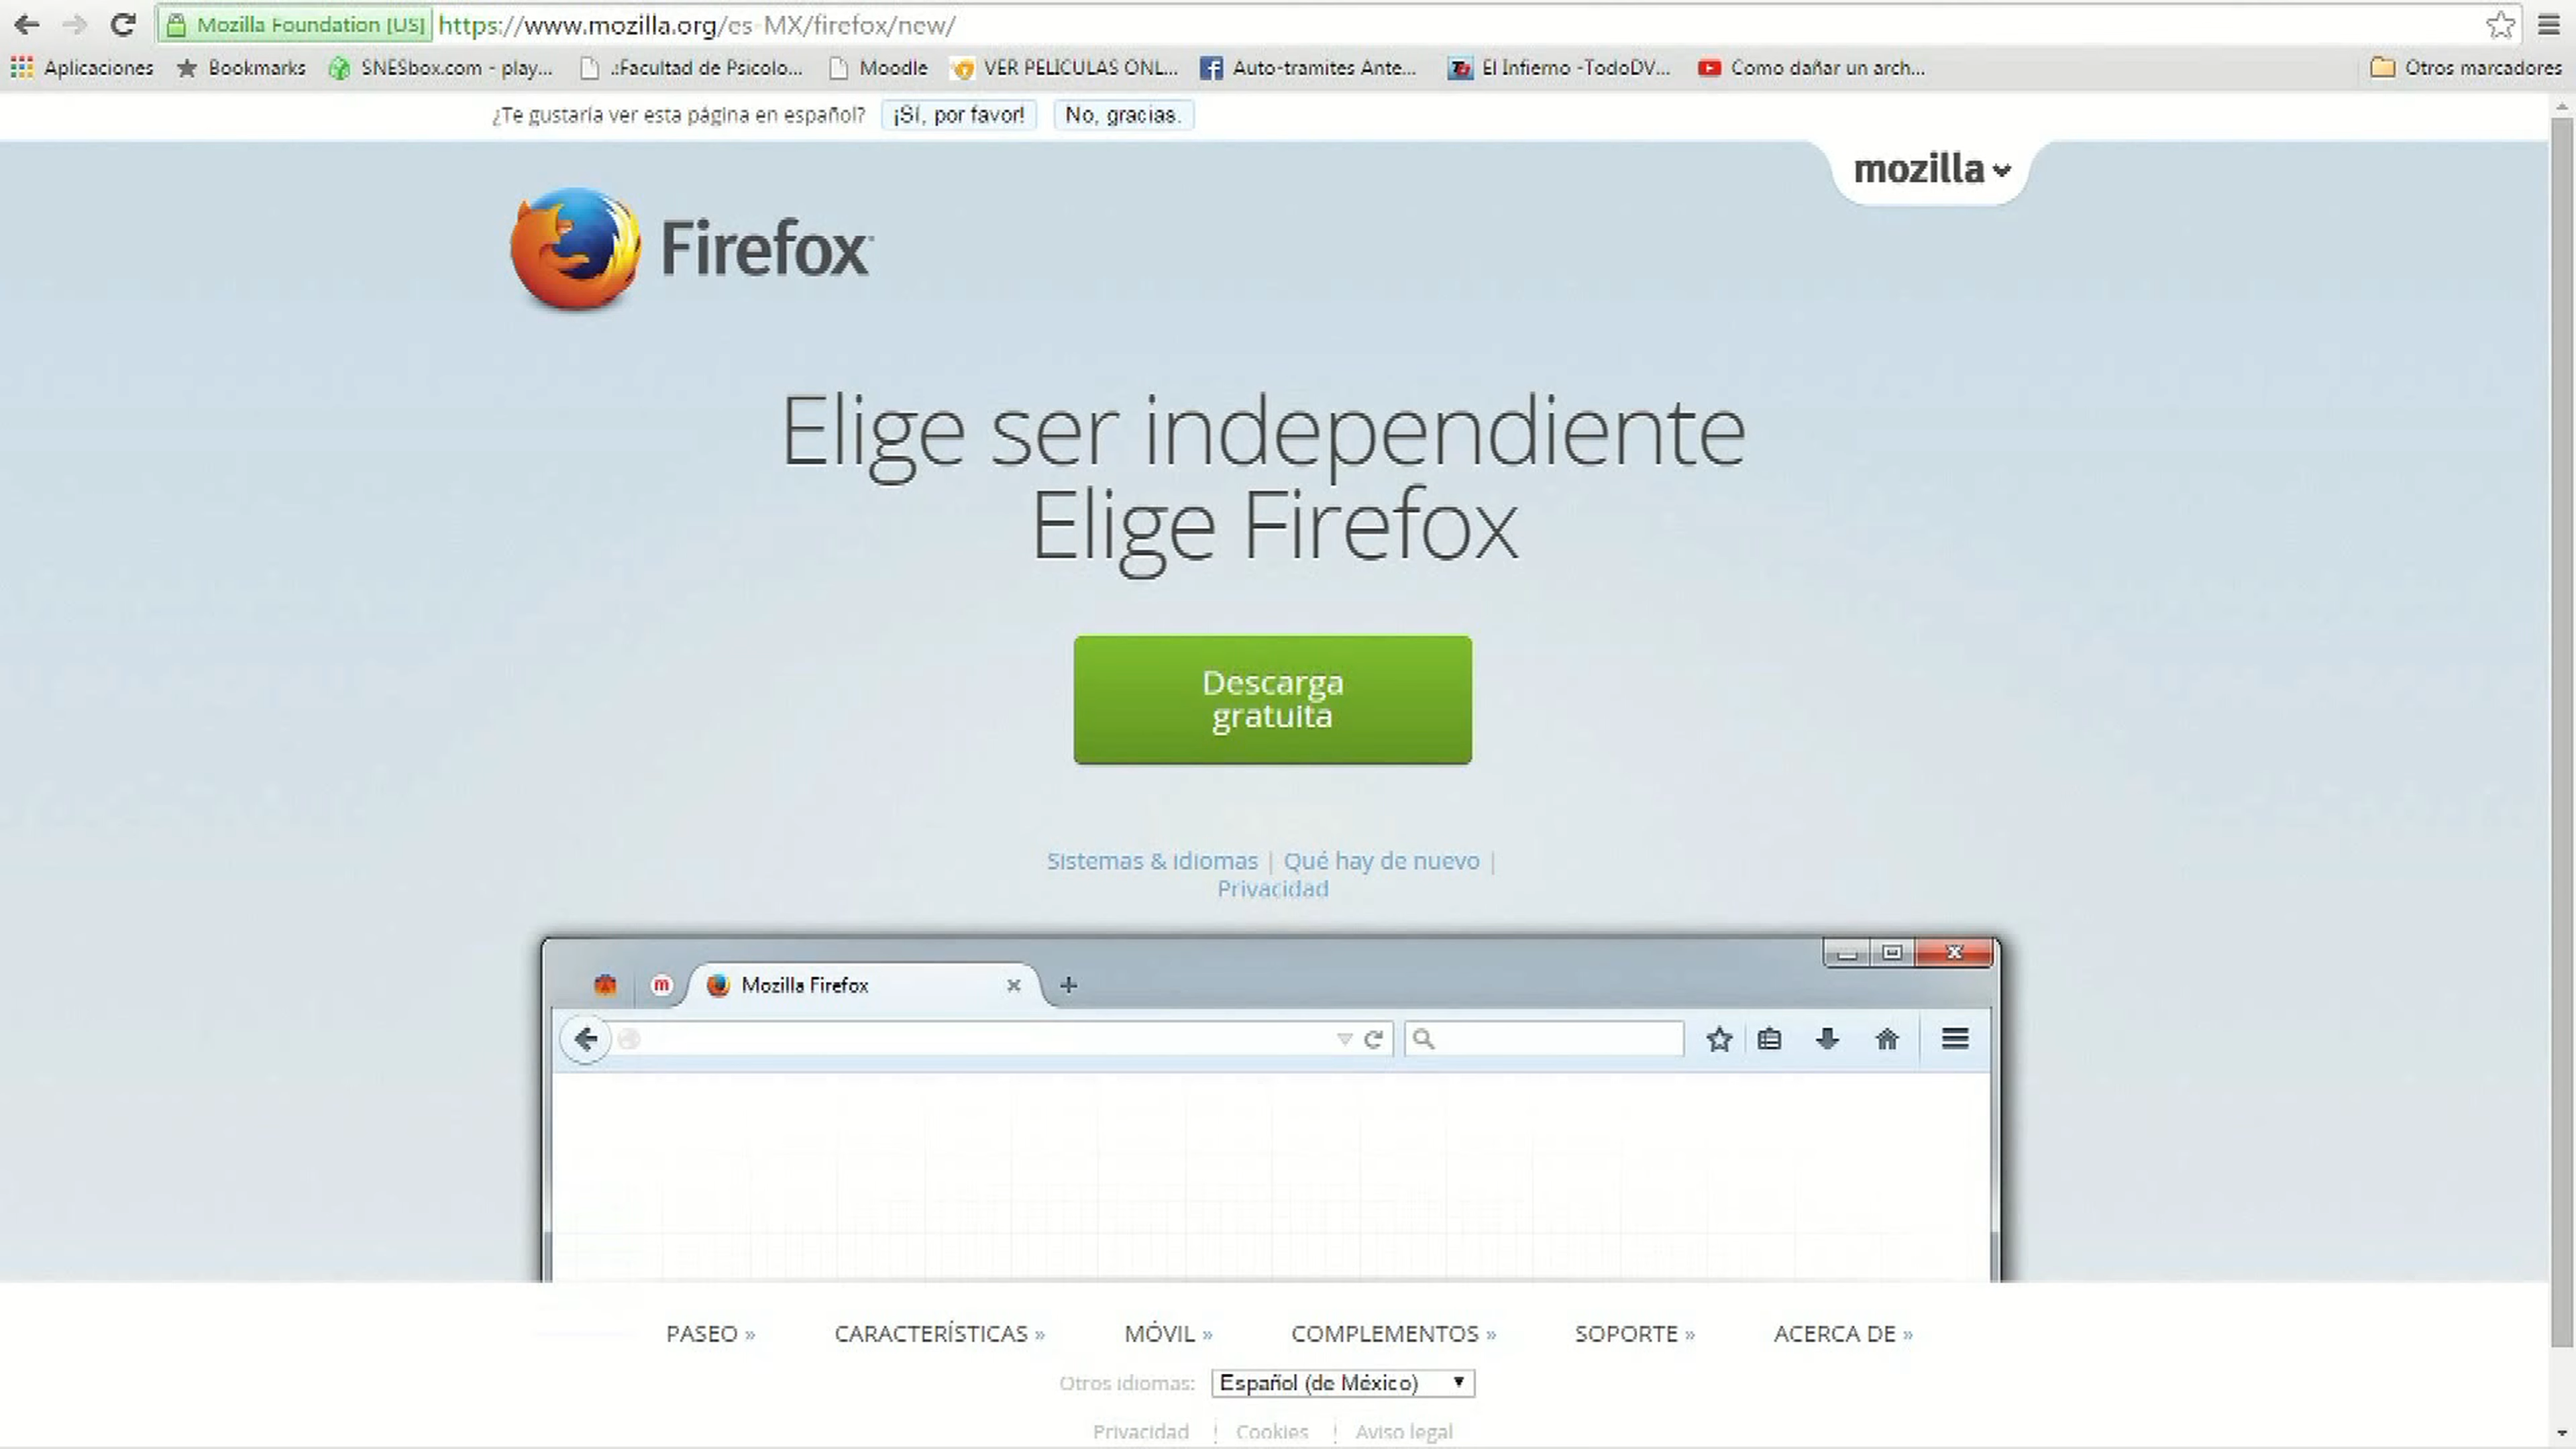 Mozilla Foundation [US] https://www.mozilla.org/es-MX/firefox/new/
Aplicaciones Bookmarks SNESbox.com - play... .:Facultad de Psicolo... Moodle VER PELICULAS ONL... Auto-tramites Ante... El Infierno -TodoDV... Como dañar un arch... Otros marcadores
¿Te gustaría ver esta página en español? ¡Sí, por favor! No, gracias.
mozilla
Firefox
Elige ser independiente
Elige Firefox
Descarga
gratuita
Sistemas & idiomas | Qué hay de nuevo |
Privacidad
m Mozilla Firefox
PASEO » CARACTERÍSTICAS » MÓVIL » COMPLEMENTOS » SOPORTE » ACERCA DE »
Otros idiomas: Español (de México)
Privacidad Cookies Aviso legal